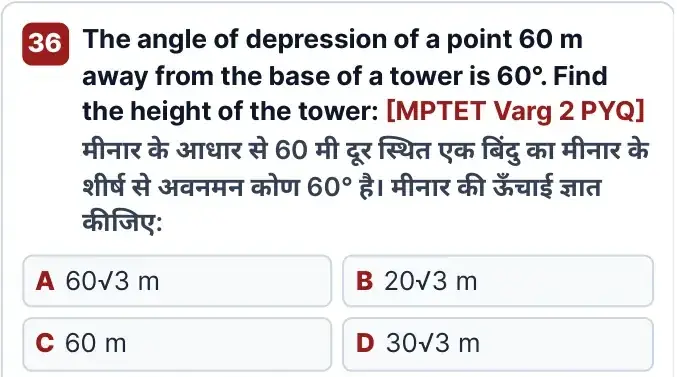 36 The angle of depression of a point 60 m
away from the base of a tower is 60°. Find
the height of the tower: [MPTET Varg 2 PYQ]
मीनार के आधार से 60 मी दूर स्थित एक बिंदु का मीनार के
शीर्ष से अवनमन कोण 60° है। मीनार की ऊँचाई ज्ञात
कीजिए:
A 60√3 m
B 20√3 m
C 60 m
D 30√3 m